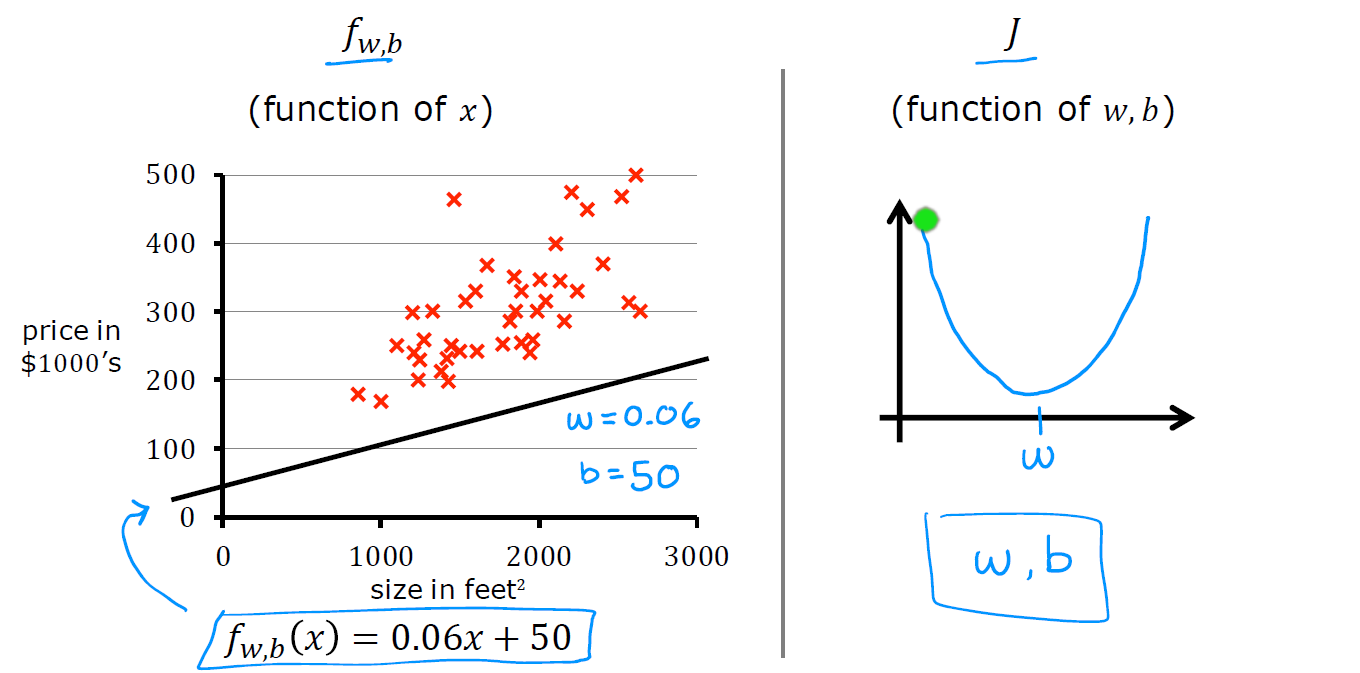 f_{w,b}
(function of x)
500
400
300
200
100
0
price in
$1000's
w = 0.06
b = 50
0 1000 2000 3000
size in feet²
f_{w,b}(x) = 0.06x + 50
J
(function of w, b)
w
w, b